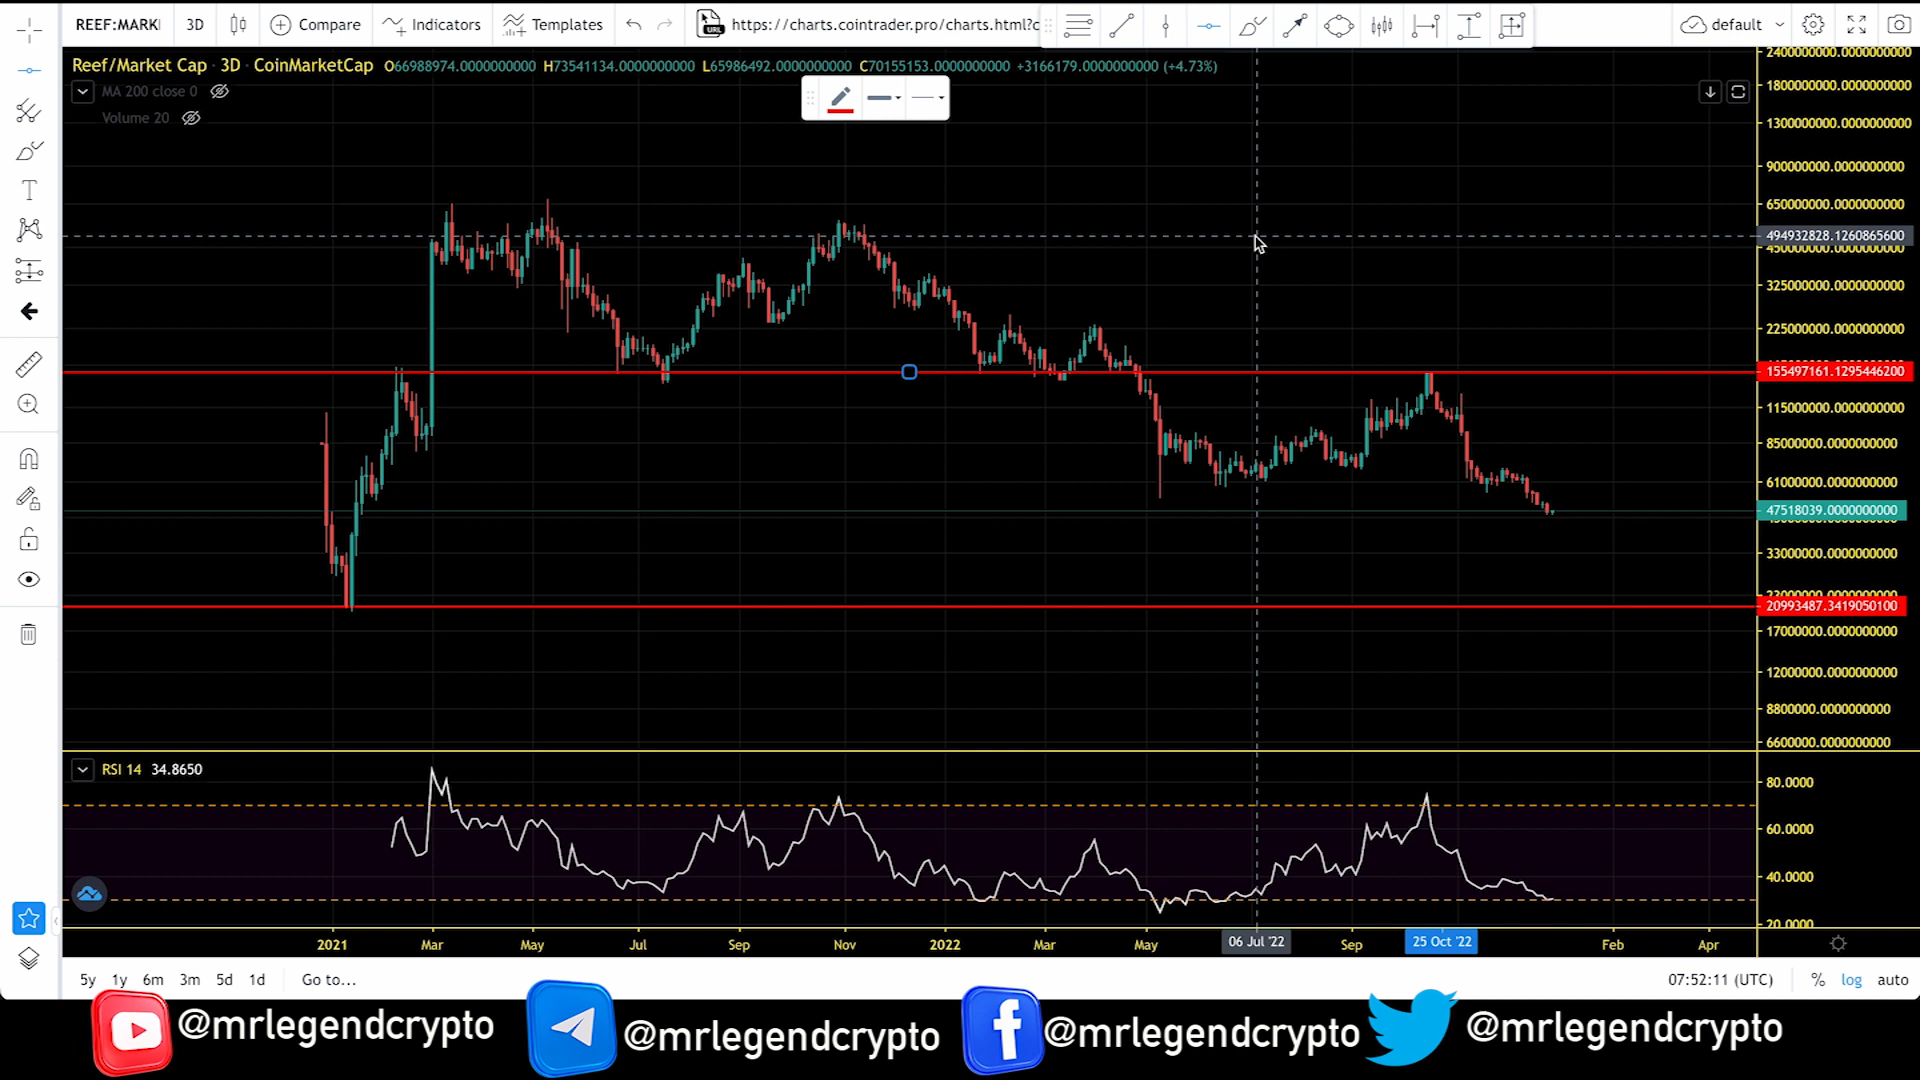 REEF:MARK
3D
Compare
Indicators
Templates
URL
https://charts.cointrader.pro/charts.html?c
default
Reef/Market Cap · 3D · CoinMarketCap
O66988974.0000000000 H73541134.0000000000 L65986492.0000000000 C70155153.0000000000 +3166179.0000000000 (+4.73%)
MA 200 close 0
Volume 20
2400000000.0000000000
1800000000.0000000000
1300000000.0000000000
900000000.0000000000
650000000.0000000000
494932828.1260865600
450000000.0000000000
325000000.0000000000
225000000.0000000000
155497161.1295446200
115000000.0000000000
85000000.0000000000
61000000.0000000000
47518039.0000000000
33000000.0000000000
20993487.3419050100
17000000.0000000000
12000000.0000000000
8800000.0000000000
6600000.0000000000
RSI 14 34.8650
80.0000
60.0000
40.0000
20.0000
2021 Mar May Jul Sep Nov 2022 Mar May 06 Jul '22 Sep 25 Oct '22 Feb Apr
5y 1y 6m 3m 5d 1d Go to...
07:52:11 (UTC) % log auto
@mrlegendcrypto
@mrlegendcrypto
@mrlegendcrypto
@mrlegendcrypto